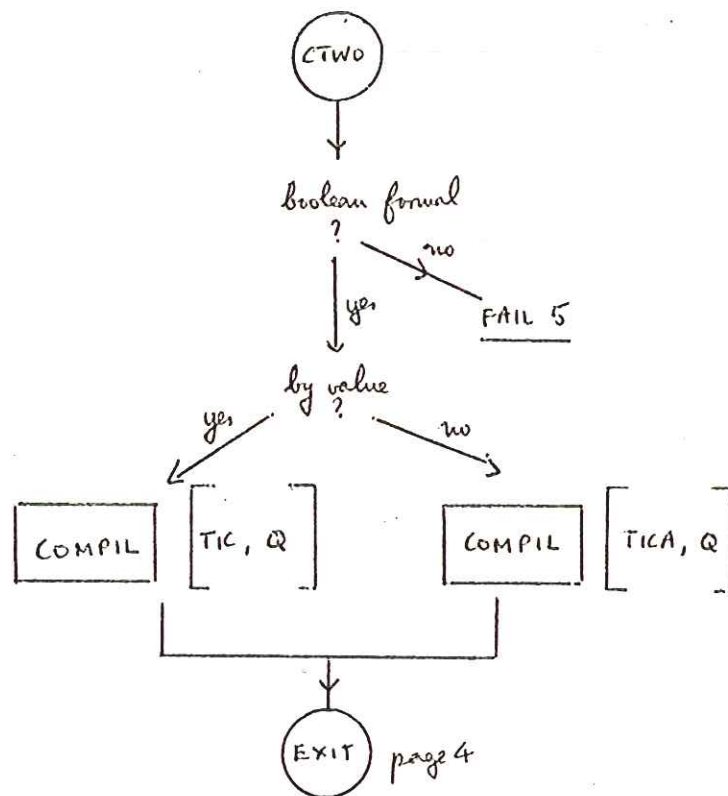 CTWO
boolean formal
?
no
yes
FAIL 5
by value
?
yes
no
COMPIL
TIC, Q
COMPIL
TICA, Q
EXIT
page 4